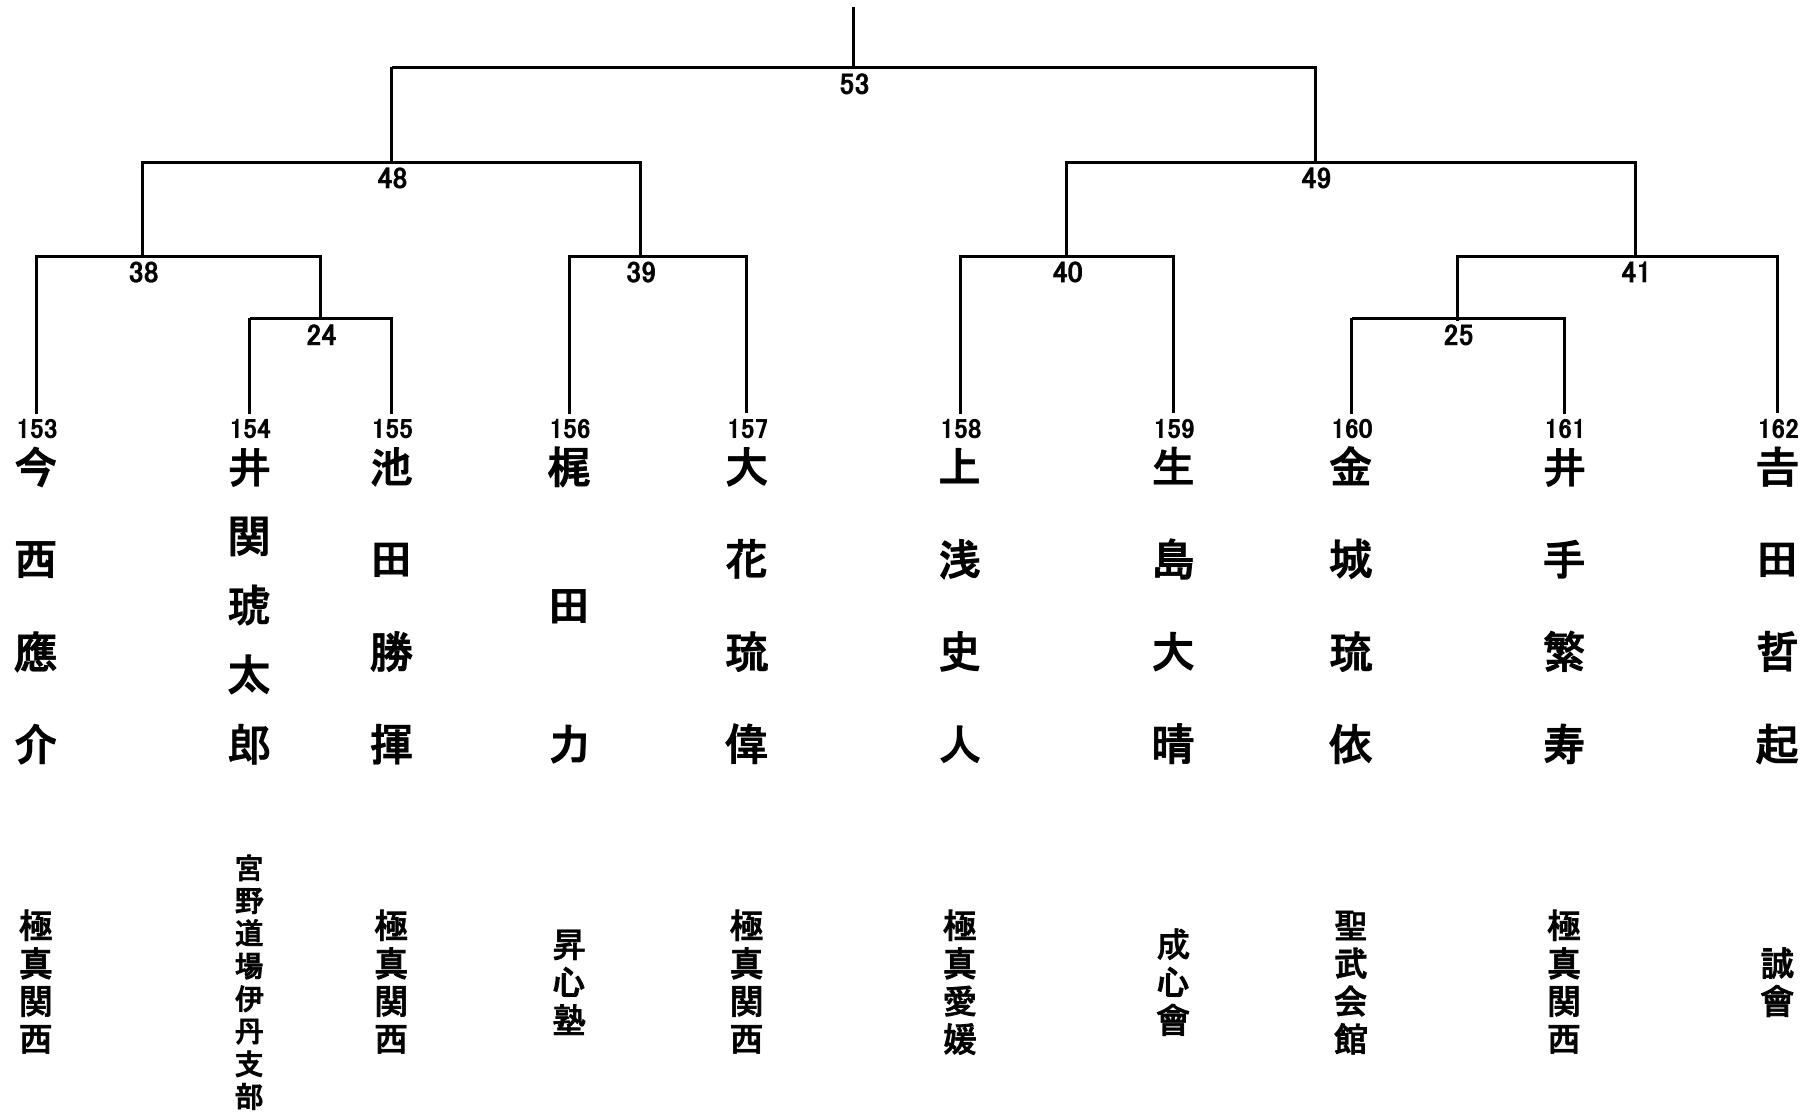 53
48
49
38
39
40
41
24
25
153
154
155
156
157
158
159
160
161
162
今西應介
井関琥太郎
池田勝揮
梶田力
大花琉偉
上浅史人
生島大晴
金城琉依
井手繁寿
𠮷田哲起
極真関西
宮野道場伊丹支部
極真関西
昇心塾
極真関西
極真愛媛
成心會
聖武会館
極真関西
誠會